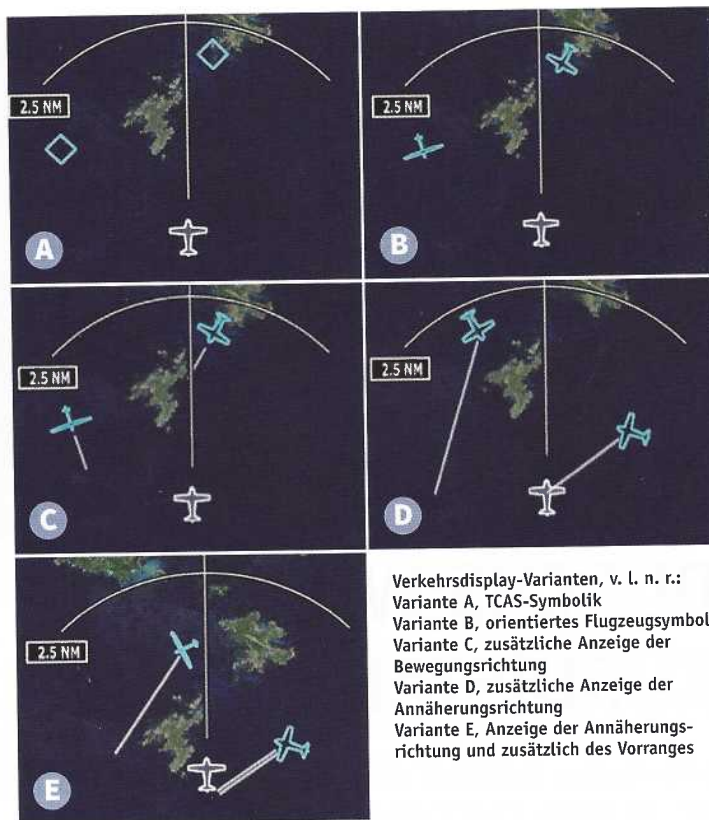 2.5 NM
A
2.5 NM
B
2.5 NM
C
2.5 NM
D
2.5 NM
E
Verkehrsdisplay-Varianten, v. l. n. r.:
Variante A, TCAS-Symbolik
Variante B, orientiertes Flugzeugsymbol
Variante C, zusätzliche Anzeige der
Bewegungsrichtung
Variante D, zusätzliche Anzeige der
Annäherungsrichtung
Variante E, Anzeige der Annäherungs-
richtung und zusätzlich des Vorranges